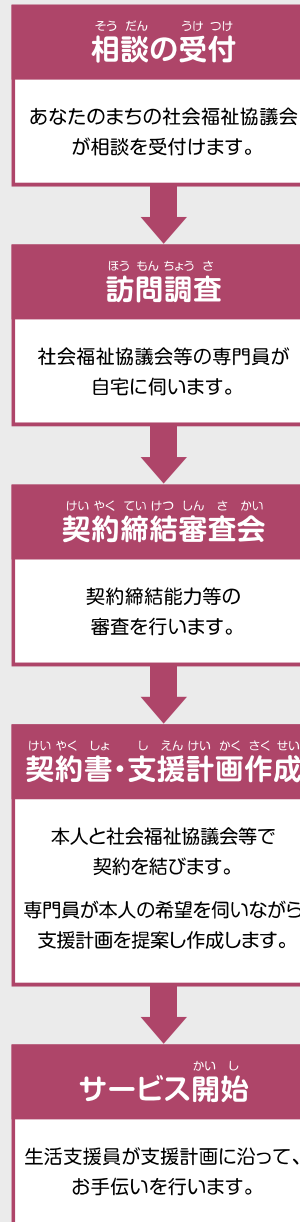 そう だん うけ つけ
相談の受付
あなたのまちの社会福祉協議会
が相談を受付けます。
ほう もん ちょう さ
訪問調査
社会福祉協議会等の専門員が
自宅に伺います。
けい やく てい けつ しん さ かい
契約締結審査会
契約締結能力等の
審査を行います。
けい やく しょ し えん けい かく さく せい
契約書・支援計画作成
本人と社会福祉協議会等で
契約を結びます。
専門員が本人の希望を伺いながら
支援計画を提案し作成します。
かい し
サービス開始
生活支援員が支援計画に沿って、
お手伝いを行います。